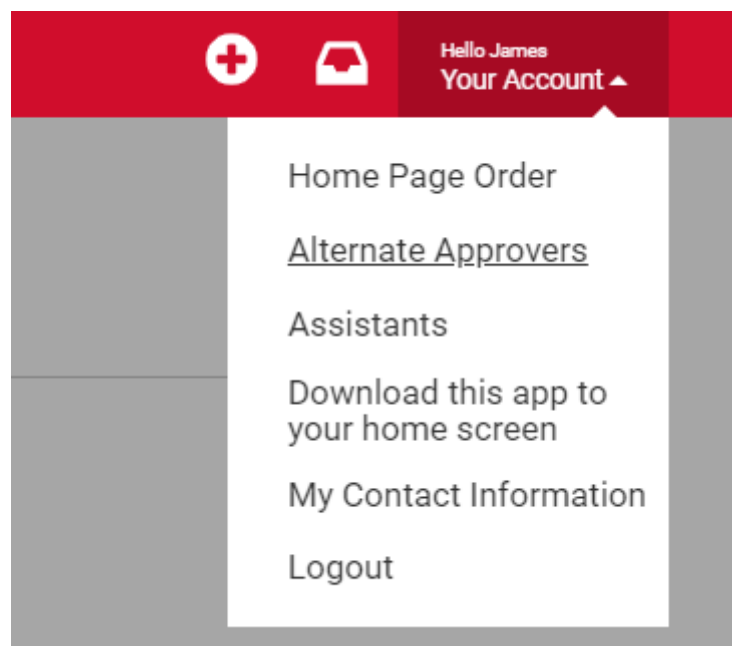 Hello James
Your Account
Home Page Order
Alternate Approvers
Assistants
Download this app to
your home screen
My Contact Information
Logout